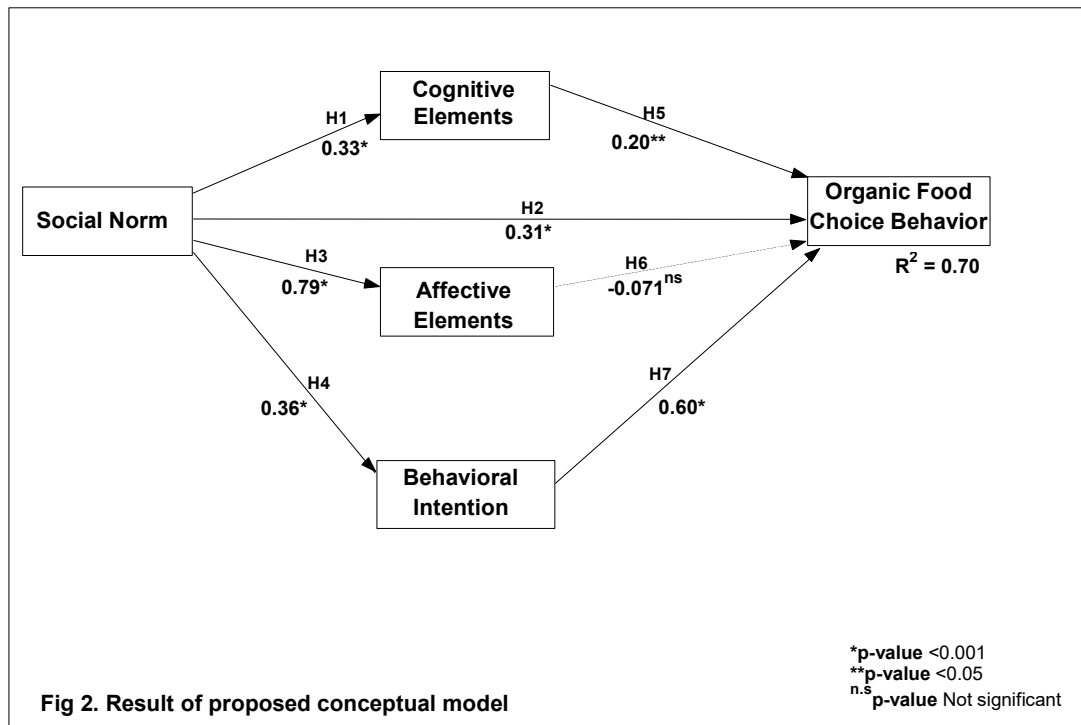 Cognitive
Elements
H1
0.33*
H5
0.20**
Social Norm
H2
0.31*
Organic Food
Choice Behavior
R² = 0.70
H3
0.79*
Affective
Elements
H6
-0.071ns
H4
0.36*
H7
0.60*
Behavioral
Intention
*p-value <0.001
**p-value <0.05
n.s p-value Not significant
Fig 2. Result of proposed conceptual model